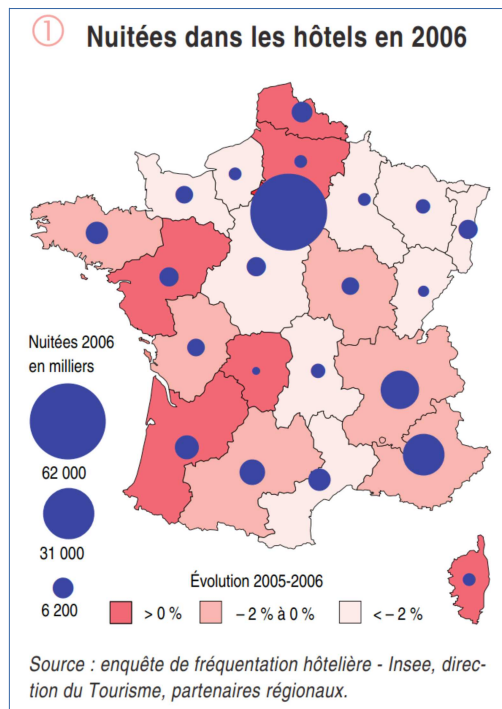 ① Nuitées dans les hôtels en 2006
Nuitées 2006
en milliers
62 000
31 000
6 200
Évolution 2005-2006
> 0 %
– 2 % à 0 %
< – 2 %
Source : enquête de fréquentation hôtelière - Insee, direc-
tion du Tourisme, partenaires régionaux.